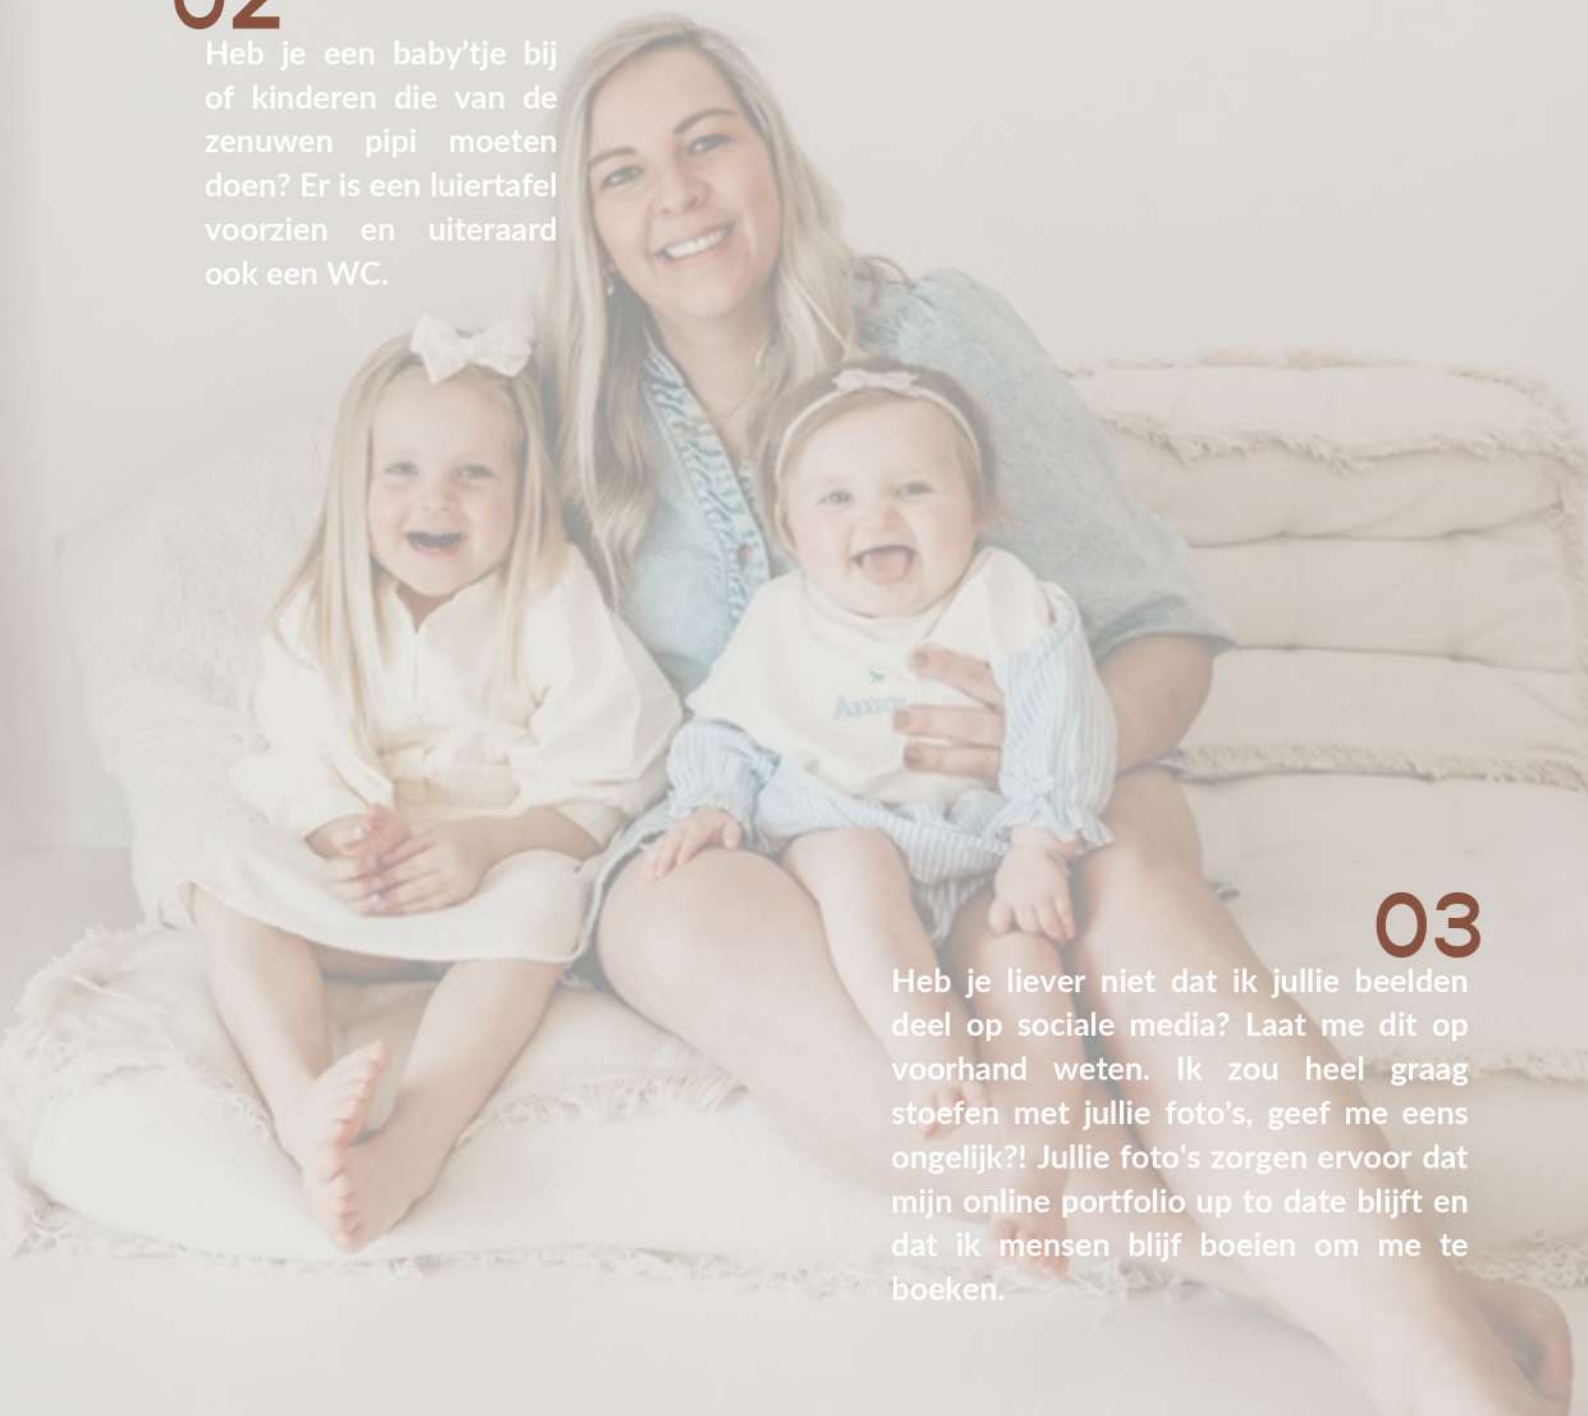 02
Heb je een baby'tje bij
of kinderen die van de
zenuwen pipi moeten
doen? Er is een luiertafel
voorzien en uiteraard
ook een WC.
03
Heb je liever niet dat ik jullie beelden
deel op sociale media? Laat me dit op
voorhand weten. Ik zou heel graag
stoefen met jullie foto's, geef me eens
ongelijk?! Jullie foto's zorgen ervoor dat
mijn online portfolio up to date blijft en
dat ik mensen blijf boeien om me te
boeken.